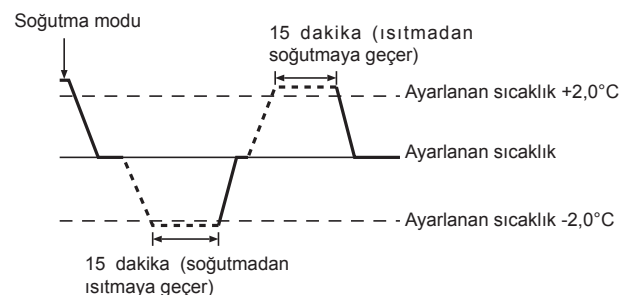 Soğutma modu
15 dakika (ısıtmadan
soğutmaya geçer)
Ayarlanan sıcaklık +2,0°C
Ayarlanan sıcaklık
Ayarlanan sıcaklık -2,0°C
15 dakika (soğutmadan
ısıtmaya geçer)